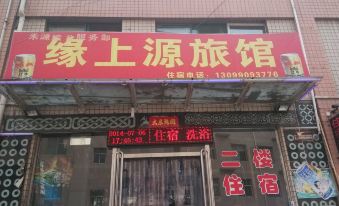 缘上源旅馆
住宿电话：13099093776
2014-07-06
17:45:43
住宿 洗浴
二楼
住宿